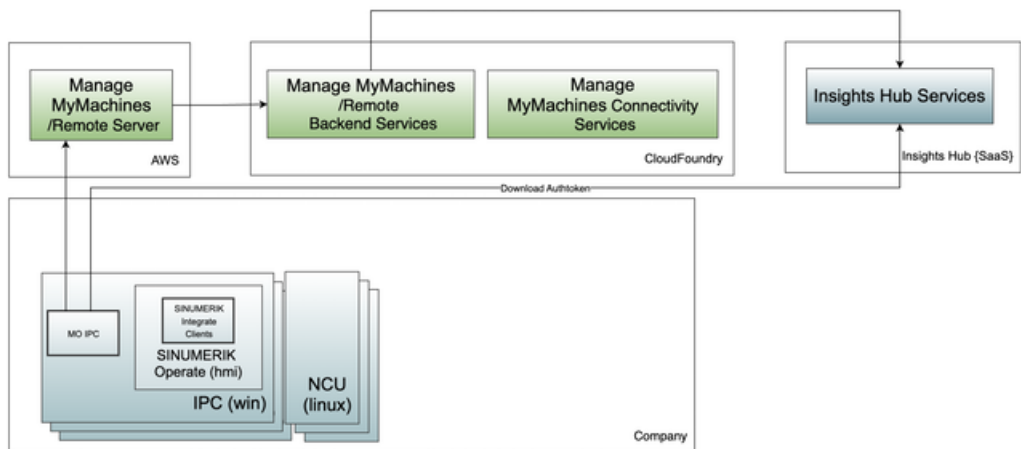 Manage
MyMachines
/Remote Server
AWS
Manage MyMachines
/Remote
Backend Services
Manage
MyMachines Connectivity
Services
CloudFoundry
Insights Hub Services
Insights Hub {SaaS}
Download Authtoken
MO IPC
SINUMERIK
Integrate
Clients
SINUMERIK
Operate (hmi)
IPC (win)
NCU
(linux)
Company